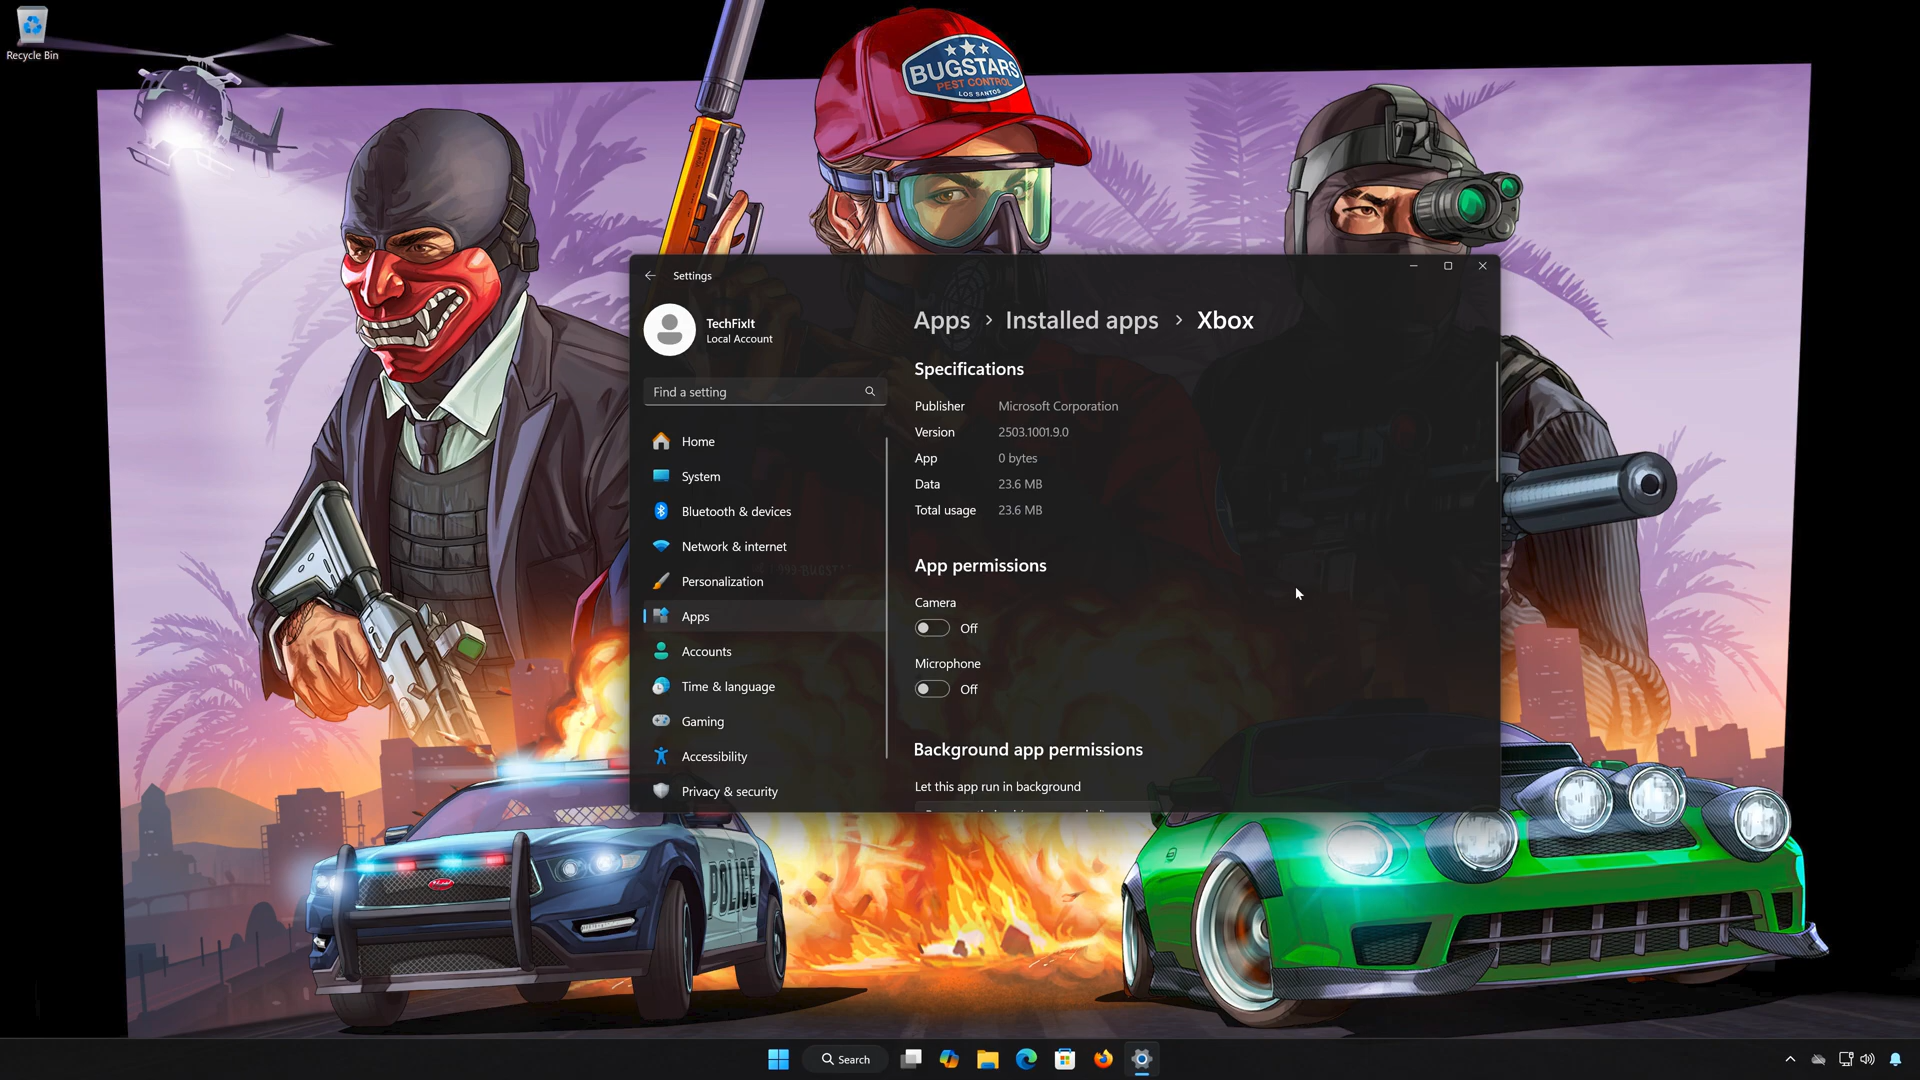 Recycle Bin
BUGSTARS
PEST CONTROL
LOS SANTOS
Settings
TechFixIt
Local Account
Find a setting
Home
System
Bluetooth & devices
Network & internet
Personalization
Apps
Accounts
Time & language
Gaming
Accessibility
Privacy & security
Apps › Installed apps › Xbox
Specifications
Publisher Microsoft Corporation
Version 2503.1001.9.0
App 0 bytes
Data 23.6 MB
Total usage 23.6 MB
App permissions
Camera
Off
Microphone
Off
Background app permissions
Let this app run in background
POLICE
Search